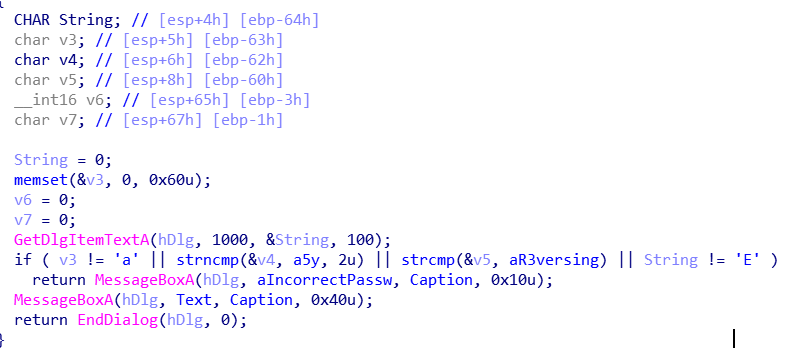 {
CHAR String; // [esp+4h] [ebp-64h]
char v3; // [esp+5h] [ebp-63h]
char v4; // [esp+6h] [ebp-62h]
char v5; // [esp+8h] [ebp-60h]
__int16 v6; // [esp+65h] [ebp-3h]
char v7; // [esp+67h] [ebp-1h]
String = 0;
memset(&v3, 0, 0x60u);
v6 = 0;
v7 = 0;
GetDlgItemTextA(hDlg, 1000, &String, 100);
if ( v3 != 'a' || strncmp(&v4, a5y, 2u) || strcmp(&v5, aR3versing) || String != 'E' )
return MessageBoxA(hDlg, aIncorrectPassw, Caption, 0x10u);
MessageBoxA(hDlg, Text, Caption, 0x40u);
return EndDialog(hDlg, 0);
}